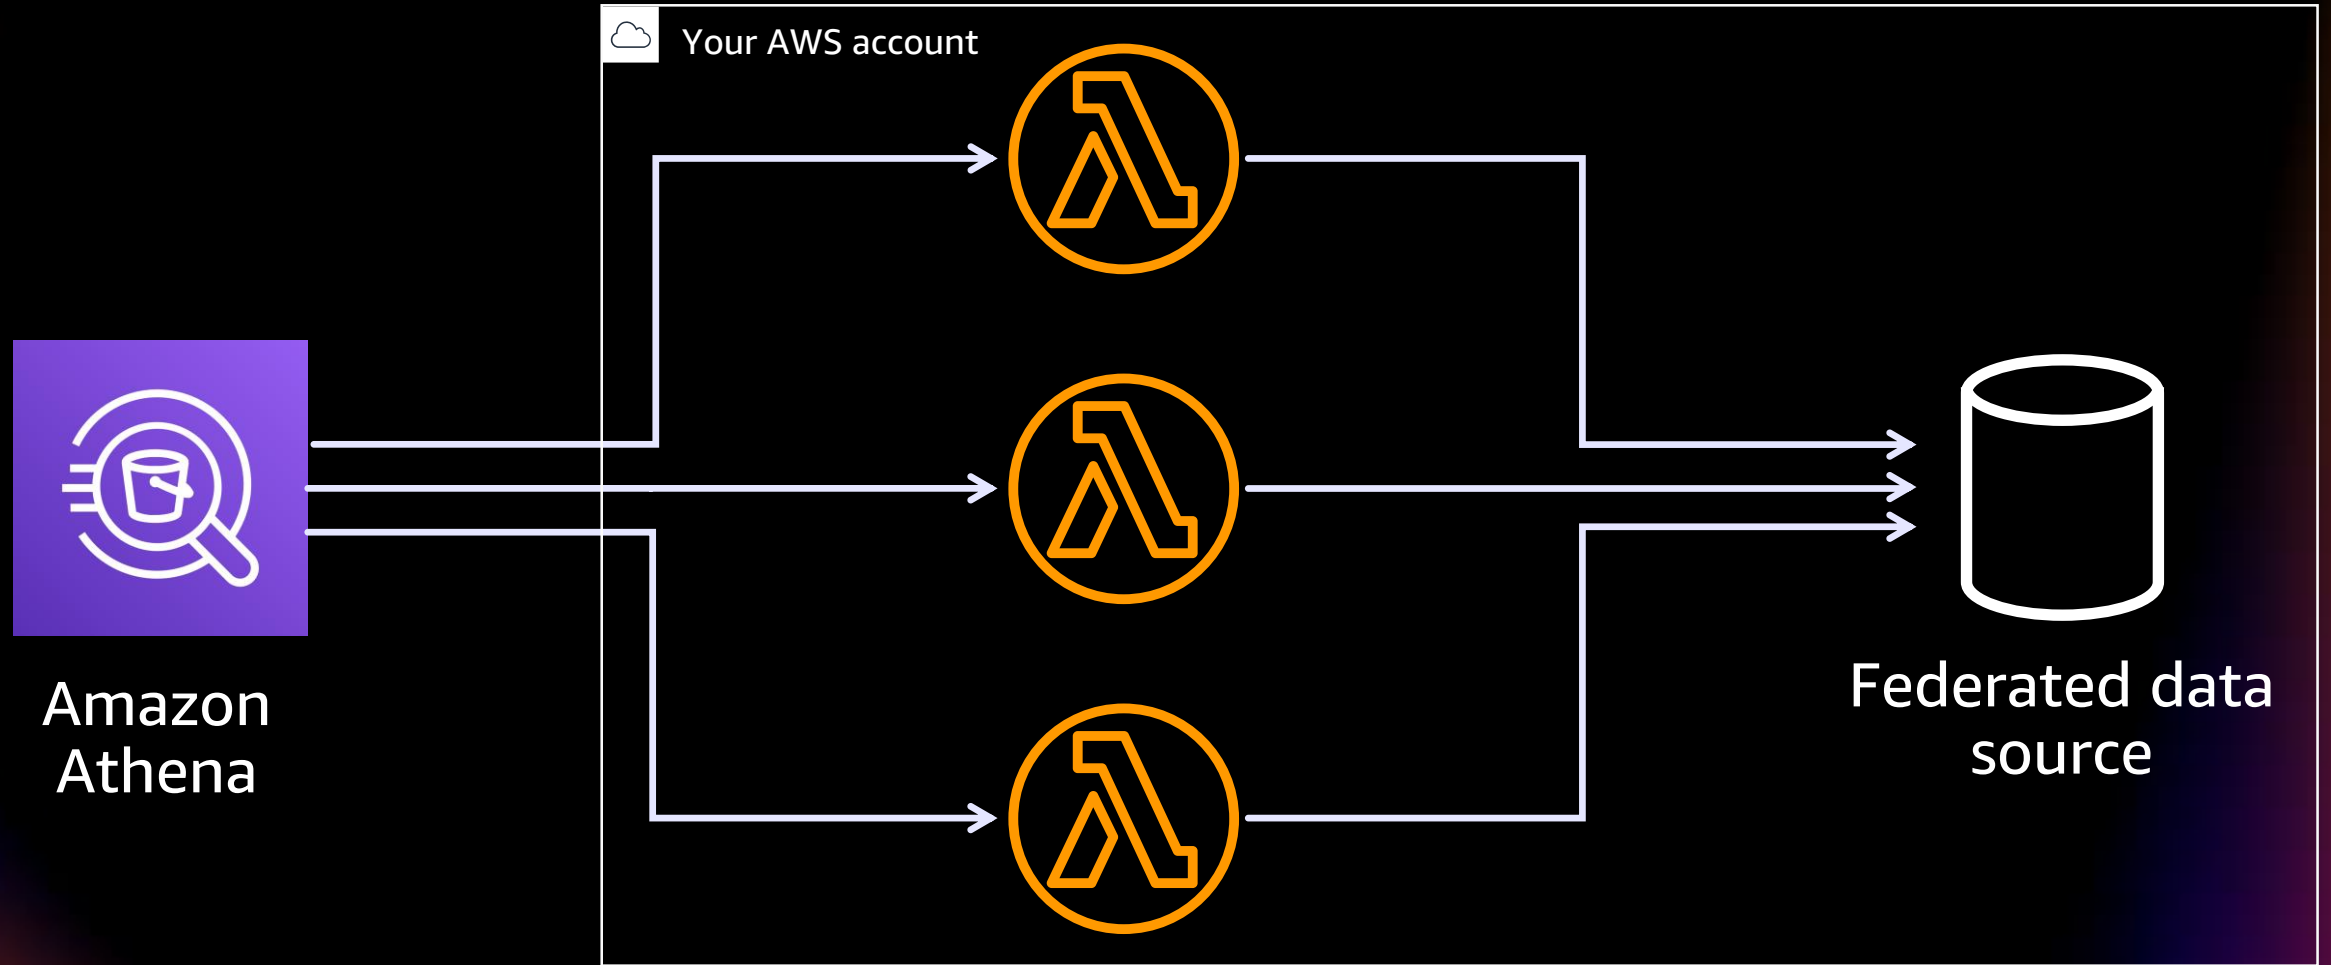 Your AWS account
Amazon
Athena
Federated data
source